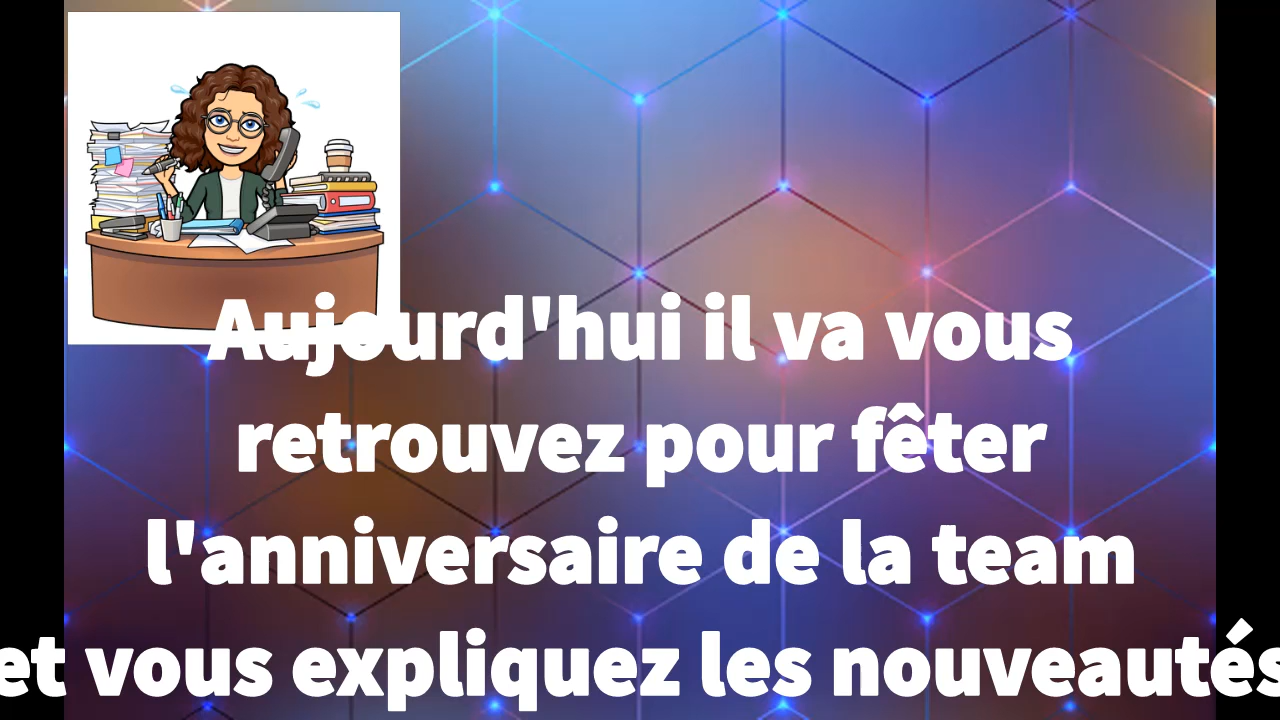 Aujourd'hui il va vous
retrouvez pour fêter
l'anniversaire de la team
et vous expliquez les nouveautés